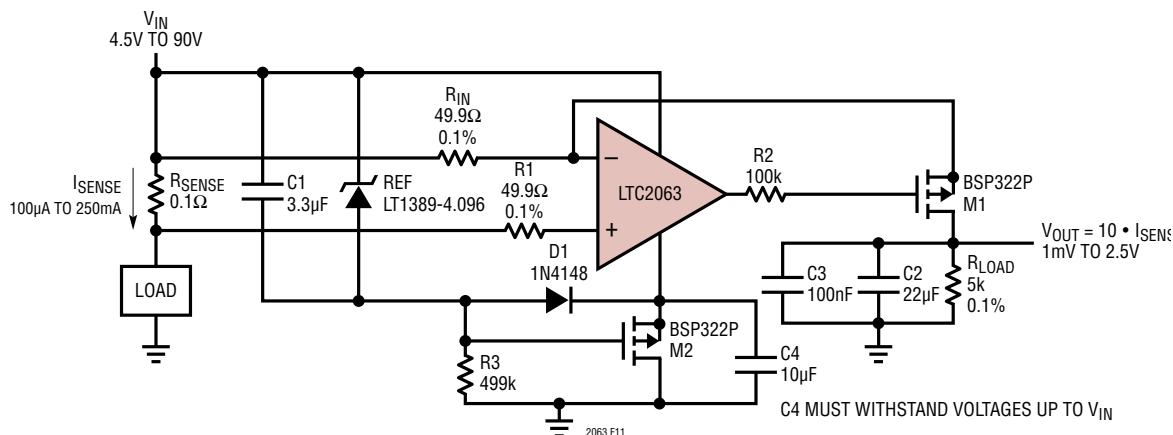 VIN
4.5V TO 90V
RIN
49.9Ω
0.1%
R1
49.9Ω
0.1%
ISENSE
100µA TO 250mA
RSENSE
0.1Ω
C1
3.3µF
REF
LT1389-4.096
−
+
LTC2063
R2
100k
BSP322P
M1
VOUT = 10 • ISENS
1mV TO 2.5V
LOAD
D1
1N4148
C3
100nF
C2
22µF
RLOAD
5k
0.1%
R3
499k
BSP322P
M2
C4
10µF
C4 MUST WITHSTAND VOLTAGES UP TO VIN
2063 F11